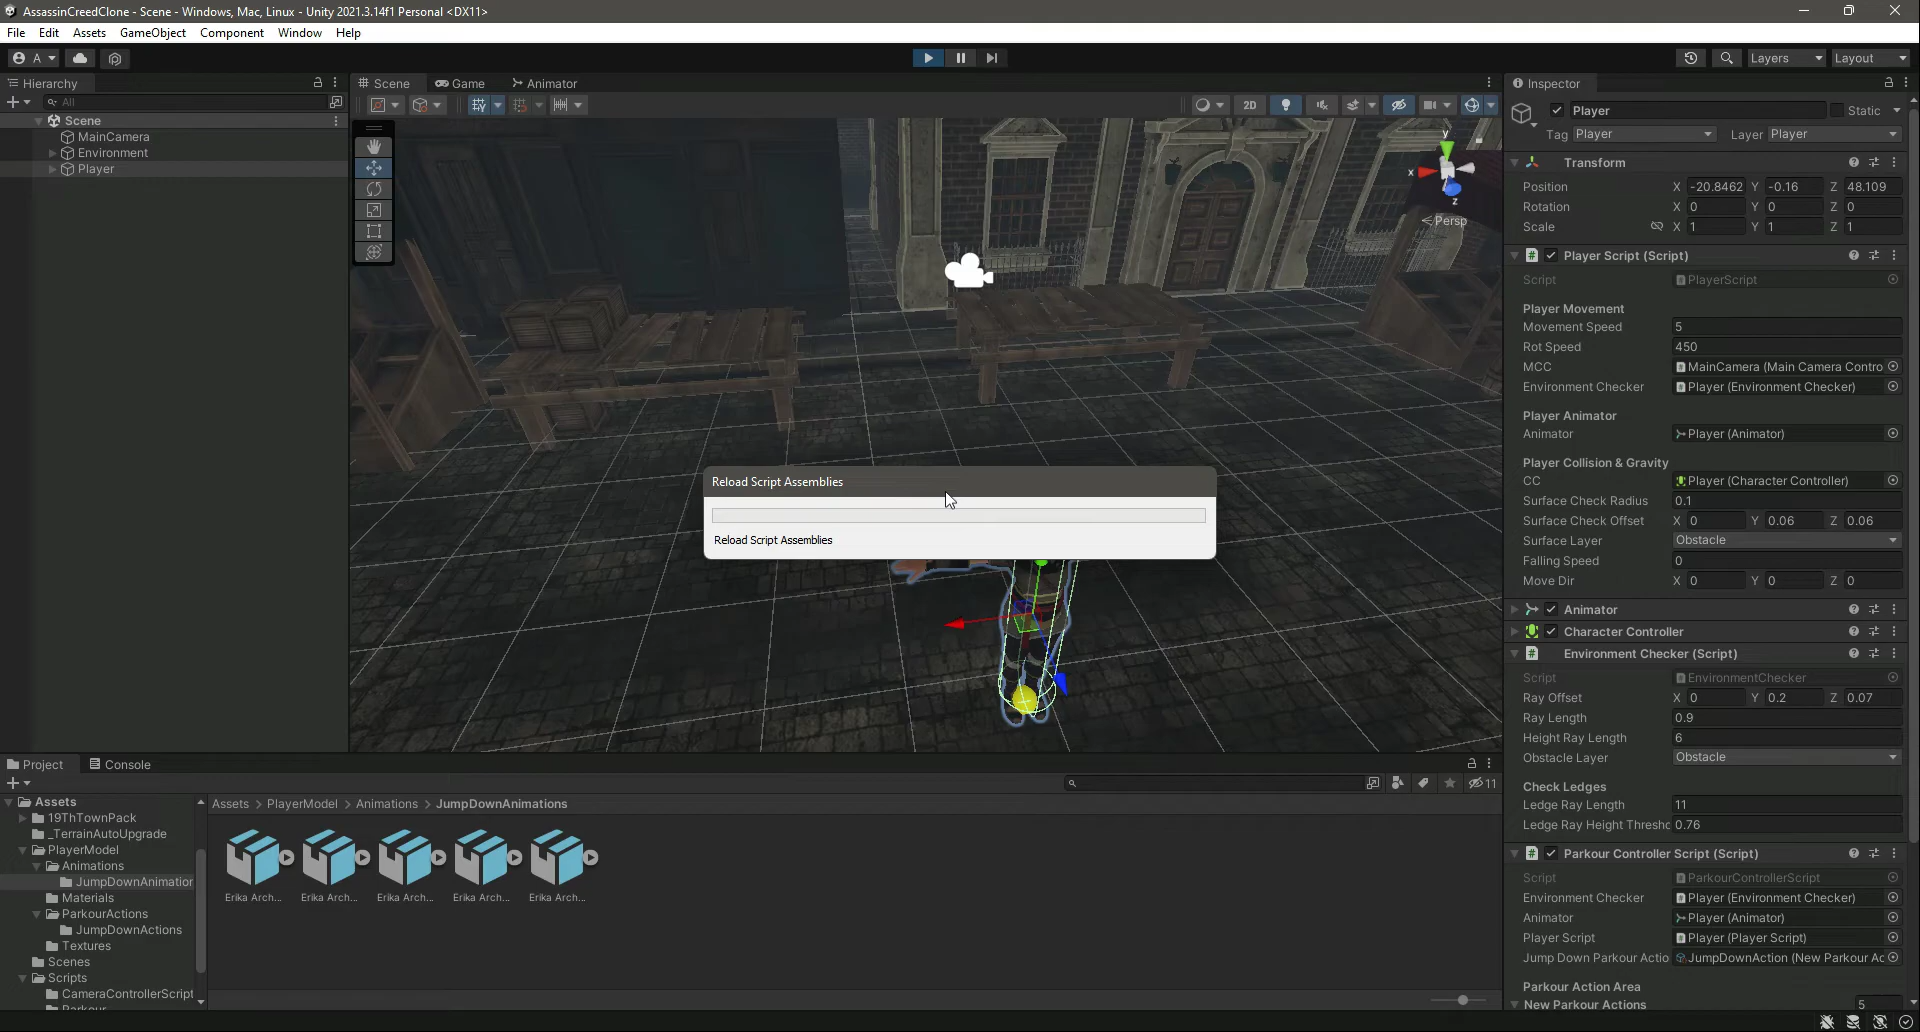 AssassinCreedClone - Scene - Windows, Mac, Linux - Unity 2021.3.14f1 Personal <DX11>
File Edit Assets GameObject Component Window Help
A
Layers Layout
Hierarchy
All
Scene
MainCamera
Environment
Player
Scene Game Animator
2D
y
x
z
Persp
Reload Script Assemblies
Reload Script Assemblies
Inspector
Player Static
Tag Player Layer Player
Transform
Position X -20.8462 Y -0.16 Z 48.109
Rotation X 0 Y 0 Z 0
Scale X 1 Y 1 Z 1
Player Script (Script)
Script PlayerScript
Player Movement
Movement Speed 5
Rot Speed 450
MCC MainCamera (Main Camera Contro
Environment Checker Player (Environment Checker)
Player Animator
Animator Player (Animator)
Player Collision & Gravity
CC Player (Character Controller)
Surface Check Radius 0.1
Surface Check Offset X 0 Y 0.06 Z 0.06
Surface Layer Obstacle
Falling Speed 0
Move Dir X 0 Y 0 Z 0
Animator
Character Controller
Environment Checker (Script)
Script EnvironmentChecker
Ray Offset X 0 Y 0.2 Z 0.07
Ray Length 0.9
Height Ray Length 6
Obstacle Layer Obstacle
Check Ledges
Ledge Ray Length 11
Ledge Ray Height Thresho 0.76
Parkour Controller Script (Script)
Script ParkourControllerScript
Environment Checker Player (Environment Checker)
Animator Player (Animator)
Player Script Player (Player Script)
Jump Down Parkour Actio JumpDownAction (New Parkour Ac
Parkour Action Area
New Parkour Actions 5
Project Console
11
Assets
19ThTownPack
_TerrainAutoUpgrade
PlayerModel
Animations
JumpDownAnimation
Materials
ParkourActions
JumpDownActions
Textures
Scenes
Scripts
CameraControllerScript
Parkour
Assets > PlayerModel > Animations > JumpDownAnimations
Erika Arch... Erika Arch... Erika Arch... Erika Arch... Erika Arch...